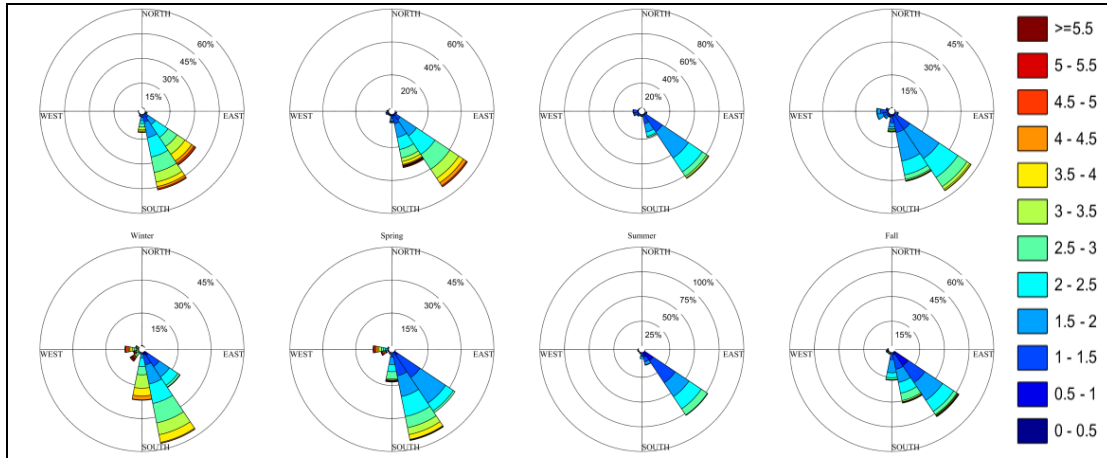 NORTH
60%
45%
30%
15%
WEST
EAST
SOUTH
NORTH
60%
40%
20%
WEST
EAST
SOUTH
NORTH
80%
60%
40%
20%
WEST
EAST
SOUTH
NORTH
45%
30%
15%
WEST
EAST
SOUTH
Winter
Spring
Summer
Fall
NORTH
45%
30%
15%
WEST
EAST
SOUTH
NORTH
45%
30%
15%
WEST
EAST
SOUTH
NORTH
100%
75%
50%
25%
WEST
EAST
SOUTH
NORTH
60%
45%
30%
15%
WEST
EAST
SOUTH
>=5.5
5 - 5.5
4.5 - 5
4 - 4.5
3.5 - 4
3 - 3.5
2.5 - 3
2 - 2.5
1.5 - 2
1 - 1.5
0.5 - 1
0 - 0.5